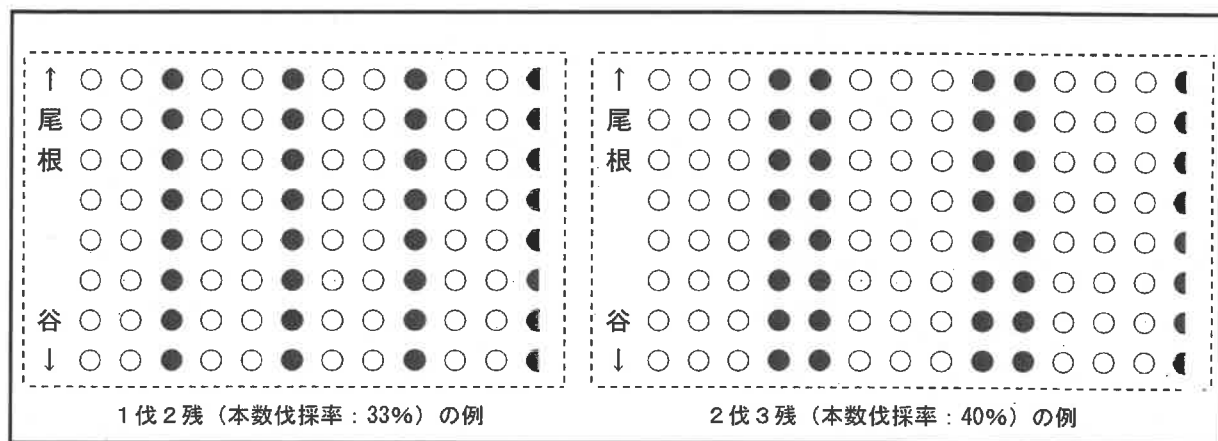 ↑
尾
根
谷
↓
1伐2残（本数伐採率：33%）の例
↑
尾
根
谷
↓
2伐3残（本数伐採率：40%）の例